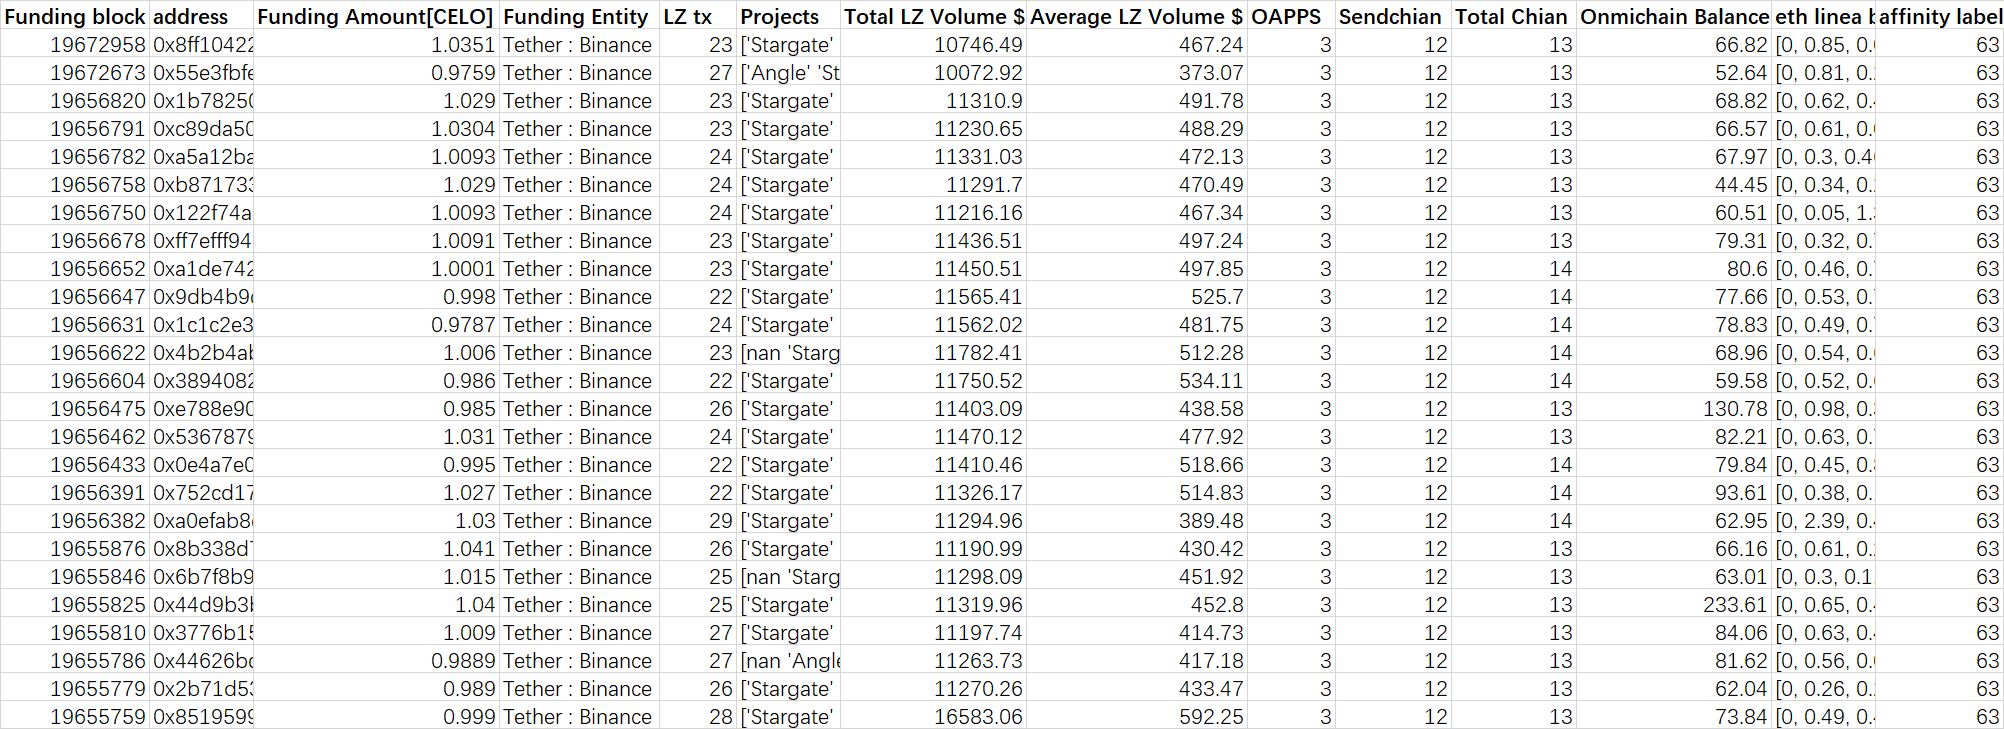 Funding block address Funding Amount[CELO] Funding Entity LZ tx Projects Total LZ Volume $ Average LZ Volume $ OAPPS Sendchian Total Chian Onmichain Balance eth linea b affinity label
19672958 0x8ff10422 1.0351 Tether : Binance 23 ['Stargate' 10746.49 467.24 3 12 13 66.82 [0, 0.85, 0. 63
19672673 0x55e3fbfe 0.9759 Tether : Binance 27 ['Angle' 'St 10072.92 373.07 3 12 13 52.64 [0, 0.81, 0. 63
19656820 0x1b78250 1.029 Tether : Binance 23 ['Stargate' 11310.9 491.78 3 12 13 68.82 [0, 0.62, 0. 63
19656791 0xc89da50 1.0304 Tether : Binance 23 ['Stargate' 11230.65 488.29 3 12 13 66.57 [0, 0.61, 0. 63
19656782 0xa5a12ba 1.0093 Tether : Binance 24 ['Stargate' 11331.03 472.13 3 12 13 67.97 [0, 0.3, 0.4 63
19656758 0xb871733 1.029 Tether : Binance 24 ['Stargate' 11291.7 470.49 3 12 13 44.45 [0, 0.34, 0. 63
19656750 0x122f74a 1.0093 Tether : Binance 24 ['Stargate' 11216.16 467.34 3 12 13 60.51 [0, 0.05, 1. 63
19656678 0xff7efff94 1.0091 Tether : Binance 23 ['Stargate' 11436.51 497.24 3 12 13 79.31 [0, 0.32, 0. 63
19656652 0xa1de742 1.0001 Tether : Binance 23 ['Stargate' 11450.51 497.85 3 12 14 80.6 [0, 0.46, 0. 63
19656647 0x9db4b9 0.998 Tether : Binance 22 ['Stargate' 11565.41 525.7 3 12 14 77.66 [0, 0.53, 0. 63
19656631 0x1c1c2e3 0.9787 Tether : Binance 24 ['Stargate' 11562.02 481.75 3 12 14 78.83 [0, 0.49, 0. 63
19656622 0x4b2b4ab 1.006 Tether : Binance 23 [nan 'Starg 11782.41 512.28 3 12 14 68.96 [0, 0.54, 0. 63
19656604 0x3894082 0.986 Tether : Binance 22 ['Stargate' 11750.52 534.11 3 12 14 59.58 [0, 0.52, 0. 63
19656475 0xe788e90 0.985 Tether : Binance 26 ['Stargate' 11403.09 438.58 3 12 13 130.78 [0, 0.98, 0. 63
19656462 0x5367879 1.031 Tether : Binance 24 ['Stargate' 11470.12 477.92 3 12 13 82.21 [0, 0.63, 0. 63
19656433 0x0e4a7e0 0.995 Tether : Binance 22 ['Stargate' 11410.46 518.66 3 12 14 79.84 [0, 0.45, 0. 63
19656391 0x752cd17 1.027 Tether : Binance 22 ['Stargate' 11326.17 514.83 3 12 14 93.61 [0, 0.38, 0. 63
19656382 0xa0efab8 1.03 Tether : Binance 29 ['Stargate' 11294.96 389.48 3 12 14 62.95 [0, 2.39, 0. 63
19655876 0x8b338d 1.041 Tether : Binance 26 ['Stargate' 11190.99 430.42 3 12 13 66.16 [0, 0.61, 0. 63
19655846 0x6b7f8b9 1.015 Tether : Binance 25 [nan 'Starg 11298.09 451.92 3 12 13 63.01 [0, 0.3, 0.1 63
19655825 0x44d9b3 1.04 Tether : Binance 25 ['Stargate' 11319.96 452.8 3 12 13 233.61 [0, 0.65, 0. 63
19655810 0x3776b15 1.009 Tether : Binance 27 ['Stargate' 11197.74 414.73 3 12 13 84.06 [0, 0.63, 0. 63
19655786 0x44626b 0.9889 Tether : Binance 27 [nan 'Angle 11263.73 417.18 3 12 13 81.62 [0, 0.56, 0. 63
19655779 0x2b71d53 0.989 Tether : Binance 26 ['Stargate' 11270.26 433.47 3 12 13 62.04 [0, 0.26, 0. 63
19655759 0x8519599 0.999 Tether : Binance 28 ['Stargate' 16583.06 592.25 3 12 13 73.84 [0, 0.49, 0. 63